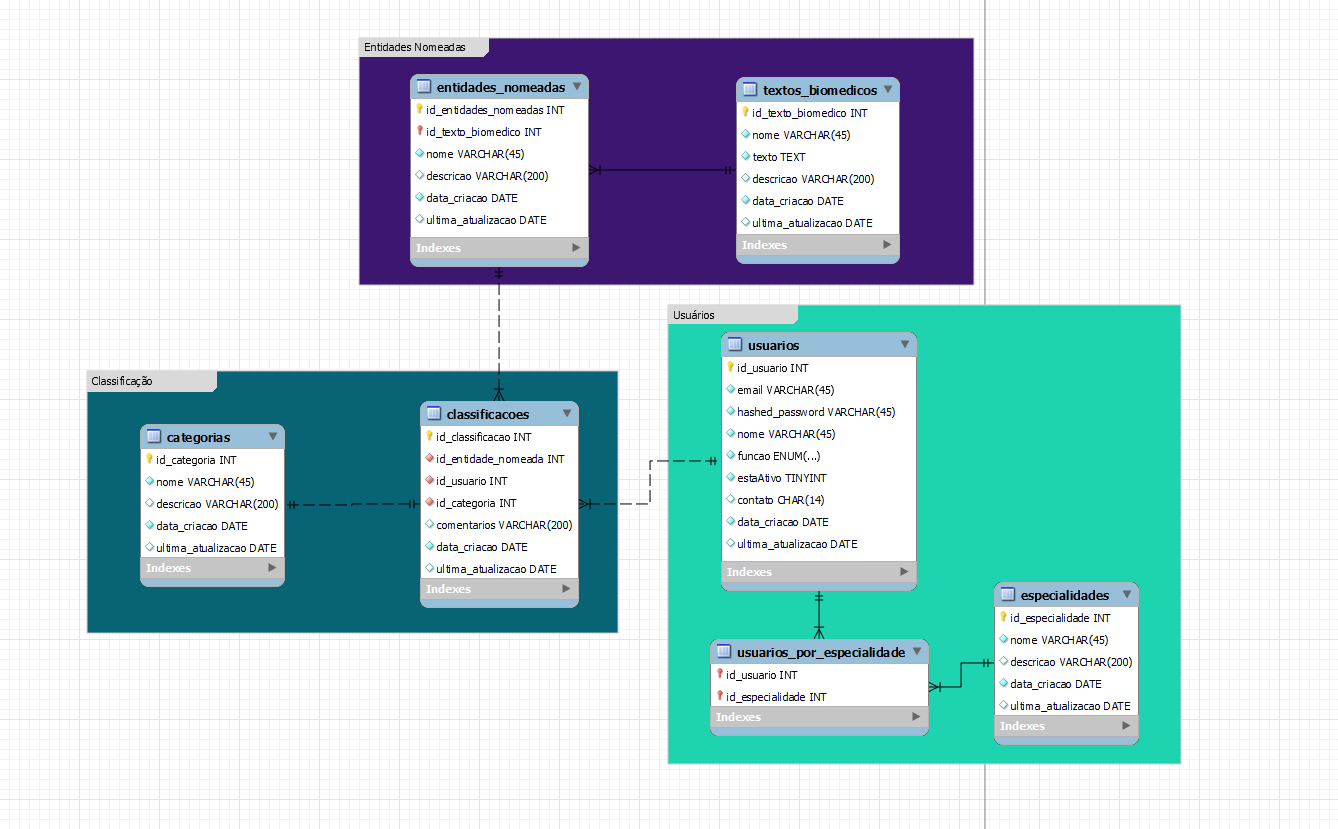 Entidades Nomeadas
entidades_nomeadas
id_entidades_nomeadas INT
id_texto_biomedico INT
nome VARCHAR(45)
descricao VARCHAR(200)
data_criacao DATE
ultima_atualizacao DATE
Indexes
textos_biomedicos
id_texto_biomedico INT
nome VARCHAR(45)
texto TEXT
descricao VARCHAR(200)
data_criacao DATE
ultima_atualizacao DATE
Indexes
Classificação
categorias
id_categoria INT
nome VARCHAR(45)
descricao VARCHAR(200)
data_criacao DATE
ultima_atualizacao DATE
Indexes
classificacoes
id_classificacao INT
id_entidade_nomeada INT
id_usuario INT
id_categoria INT
comentarios VARCHAR(200)
data_criacao DATE
ultima_atualizacao DATE
Indexes
Usuários
usuarios
id_usuario INT
email VARCHAR(45)
hashed_password VARCHAR(45)
nome VARCHAR(45)
funcao ENUM(...)
estaAtivo TINYINT
contato CHAR(14)
data_criacao DATE
ultima_atualizacao DATE
Indexes
usuarios_por_especialidade
id_usuario INT
id_especialidade INT
Indexes
especialidades
id_especialidade INT
nome VARCHAR(45)
descricao VARCHAR(200)
data_criacao DATE
ultima_atualizacao DATE
Indexes